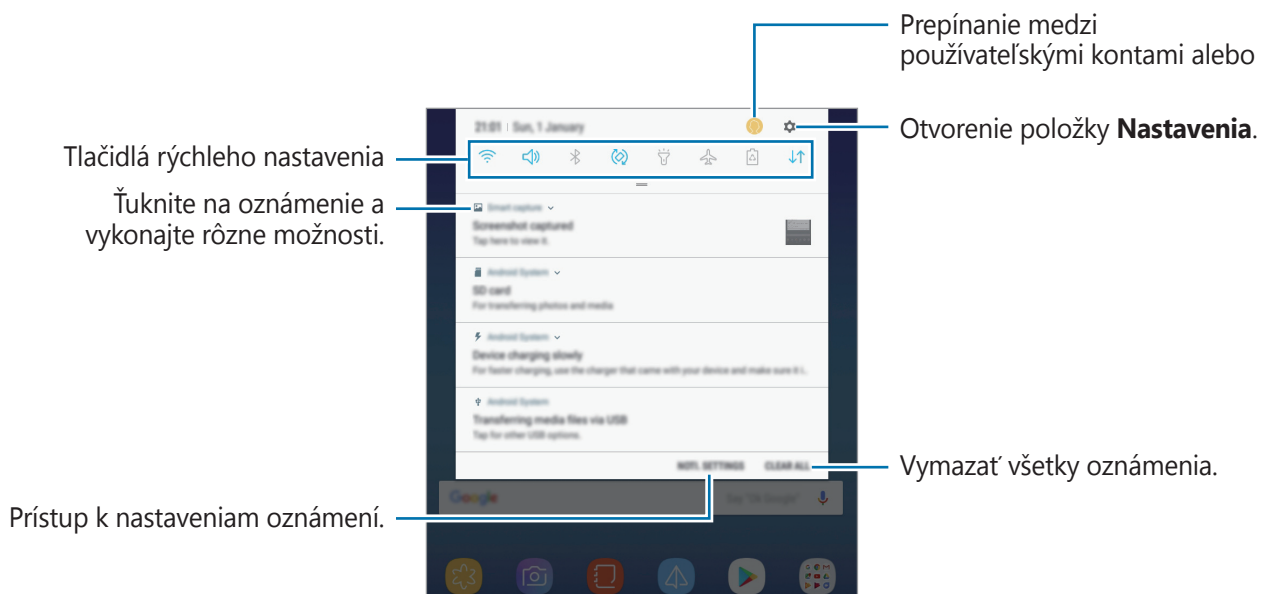 Prepínanie medzi
používateľskými kontami alebo
Otvorenie položky Nastavenia.
Tlačidlá rýchleho nastavenia
Ťuknite na oznámenie a
vykonajte rôzne možnosti.
21:01 Sun, 1 January
Smart capture
Screenshot captured
Tap here to view it.
Android System
SD card
For transferring photos and media
Android System
Device charging slowly
For faster charging, use the charger that came with your device and make sure it i..
Android System
Transferring media files via USB
Tap for other USB options.
NOTI. SETTINGS CLEAR ALL
Vymazať všetky oznámenia.
Google Say "Ok Google"
Prístup k nastaveniam oznámení.